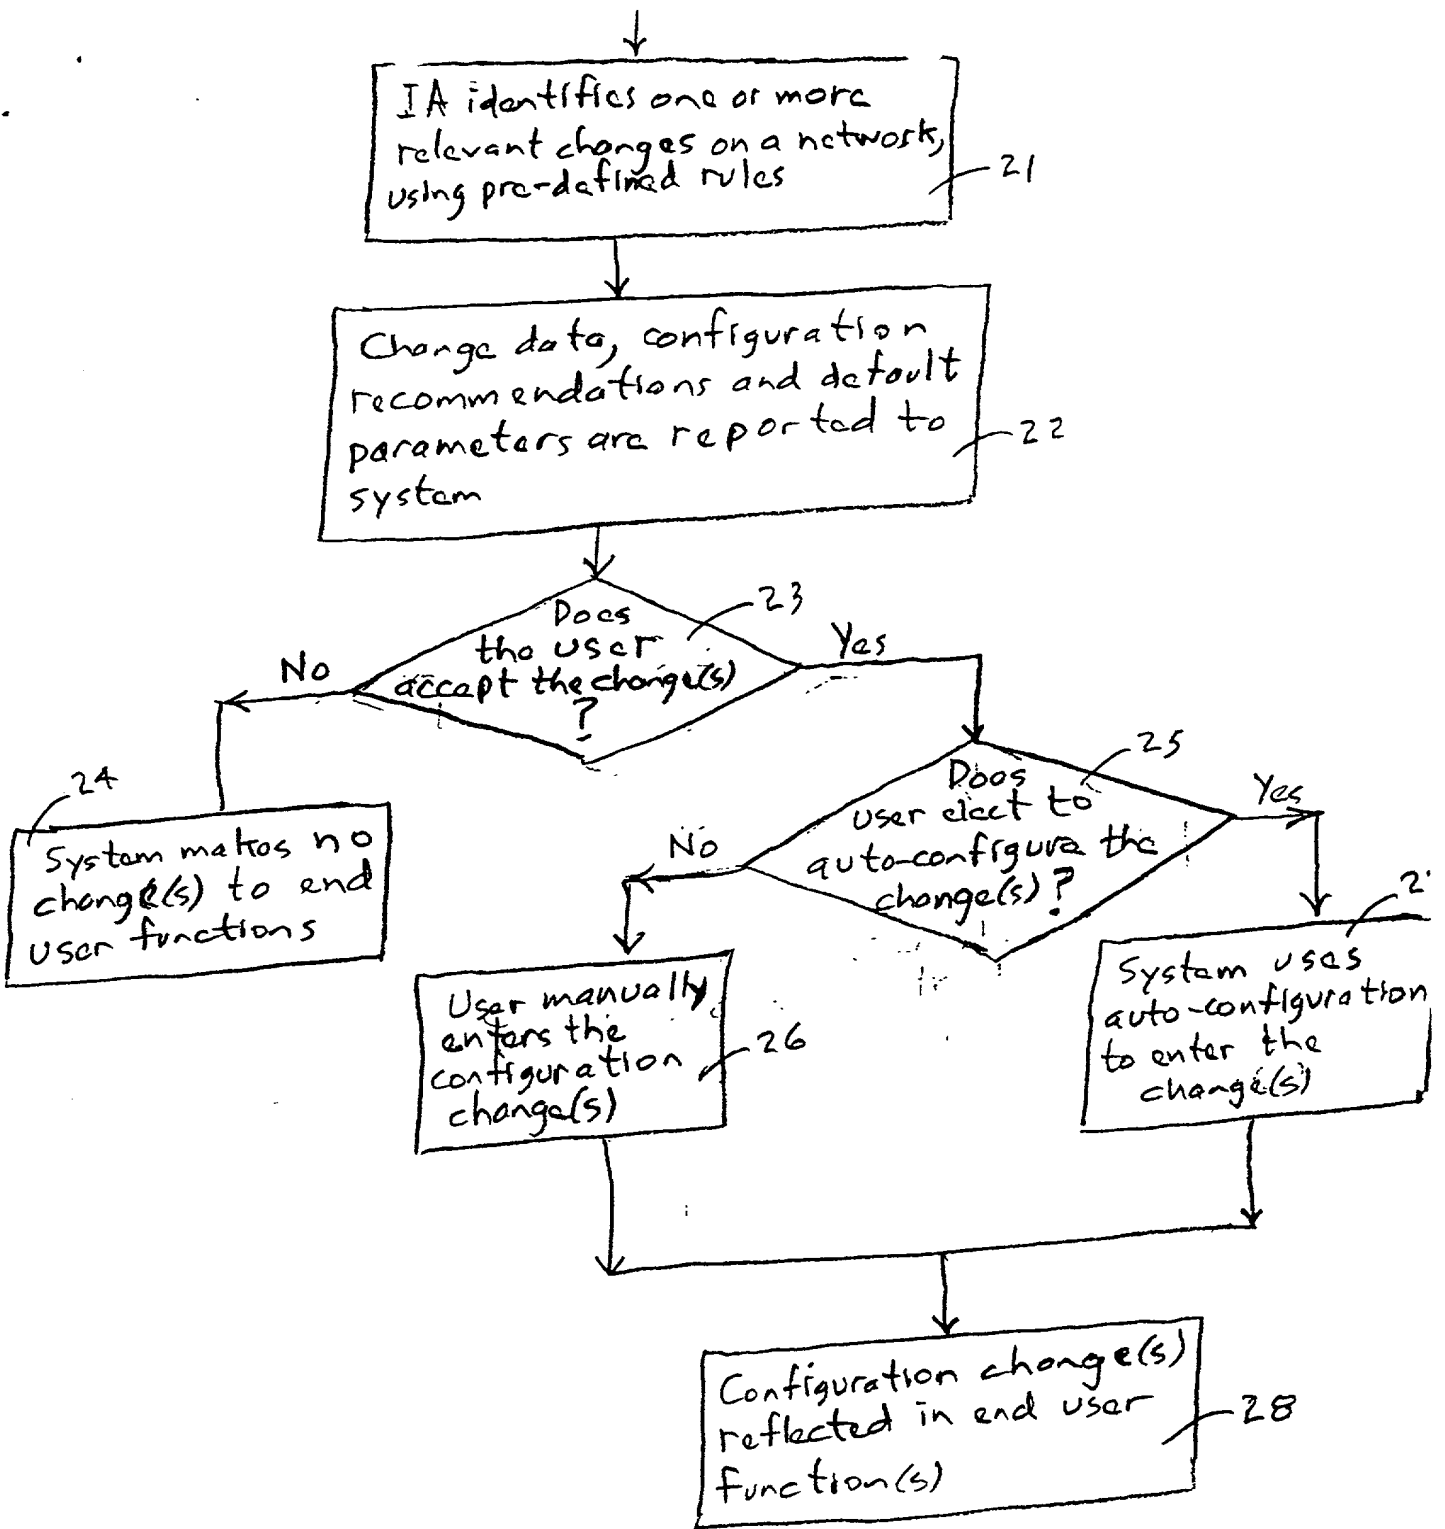 IA identifies one or more
relevant changes on a network,
using pre-defined rules
21
Change data, configuration
recommendations and default
parameters are reported to
system
22
Does
the user
accept the change(s)
?
23
No
Yes
24
System makes no
change(s) to end
user functions
Does
user elect to
auto-configure the
change(s)?
25
No
Yes
User manually
enters the
configuration
change(s)
26
2
System uses
auto-configuration
to enter the
change(s)
Configuration change(s)
reflected in end user
function(s)
28